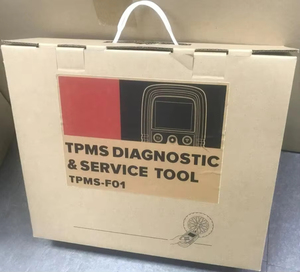 TPMS DIAGNOSTIC
& SERVICE TOOL
TPMS-F01